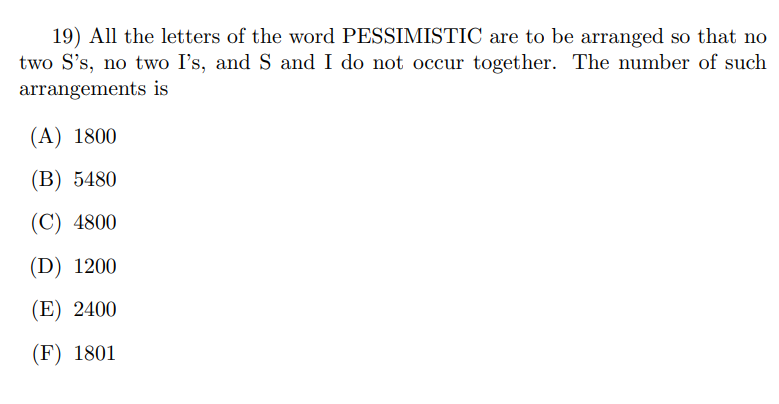 19) All the letters of the word PESSIMISTIC are to be arranged so that no
two S's, no two I's, and S and I do not occur together. The number of such
arrangements is
(A) 1800
(B) 5480
(C) 4800
(D) 1200
(E) 2400
(F) 1801